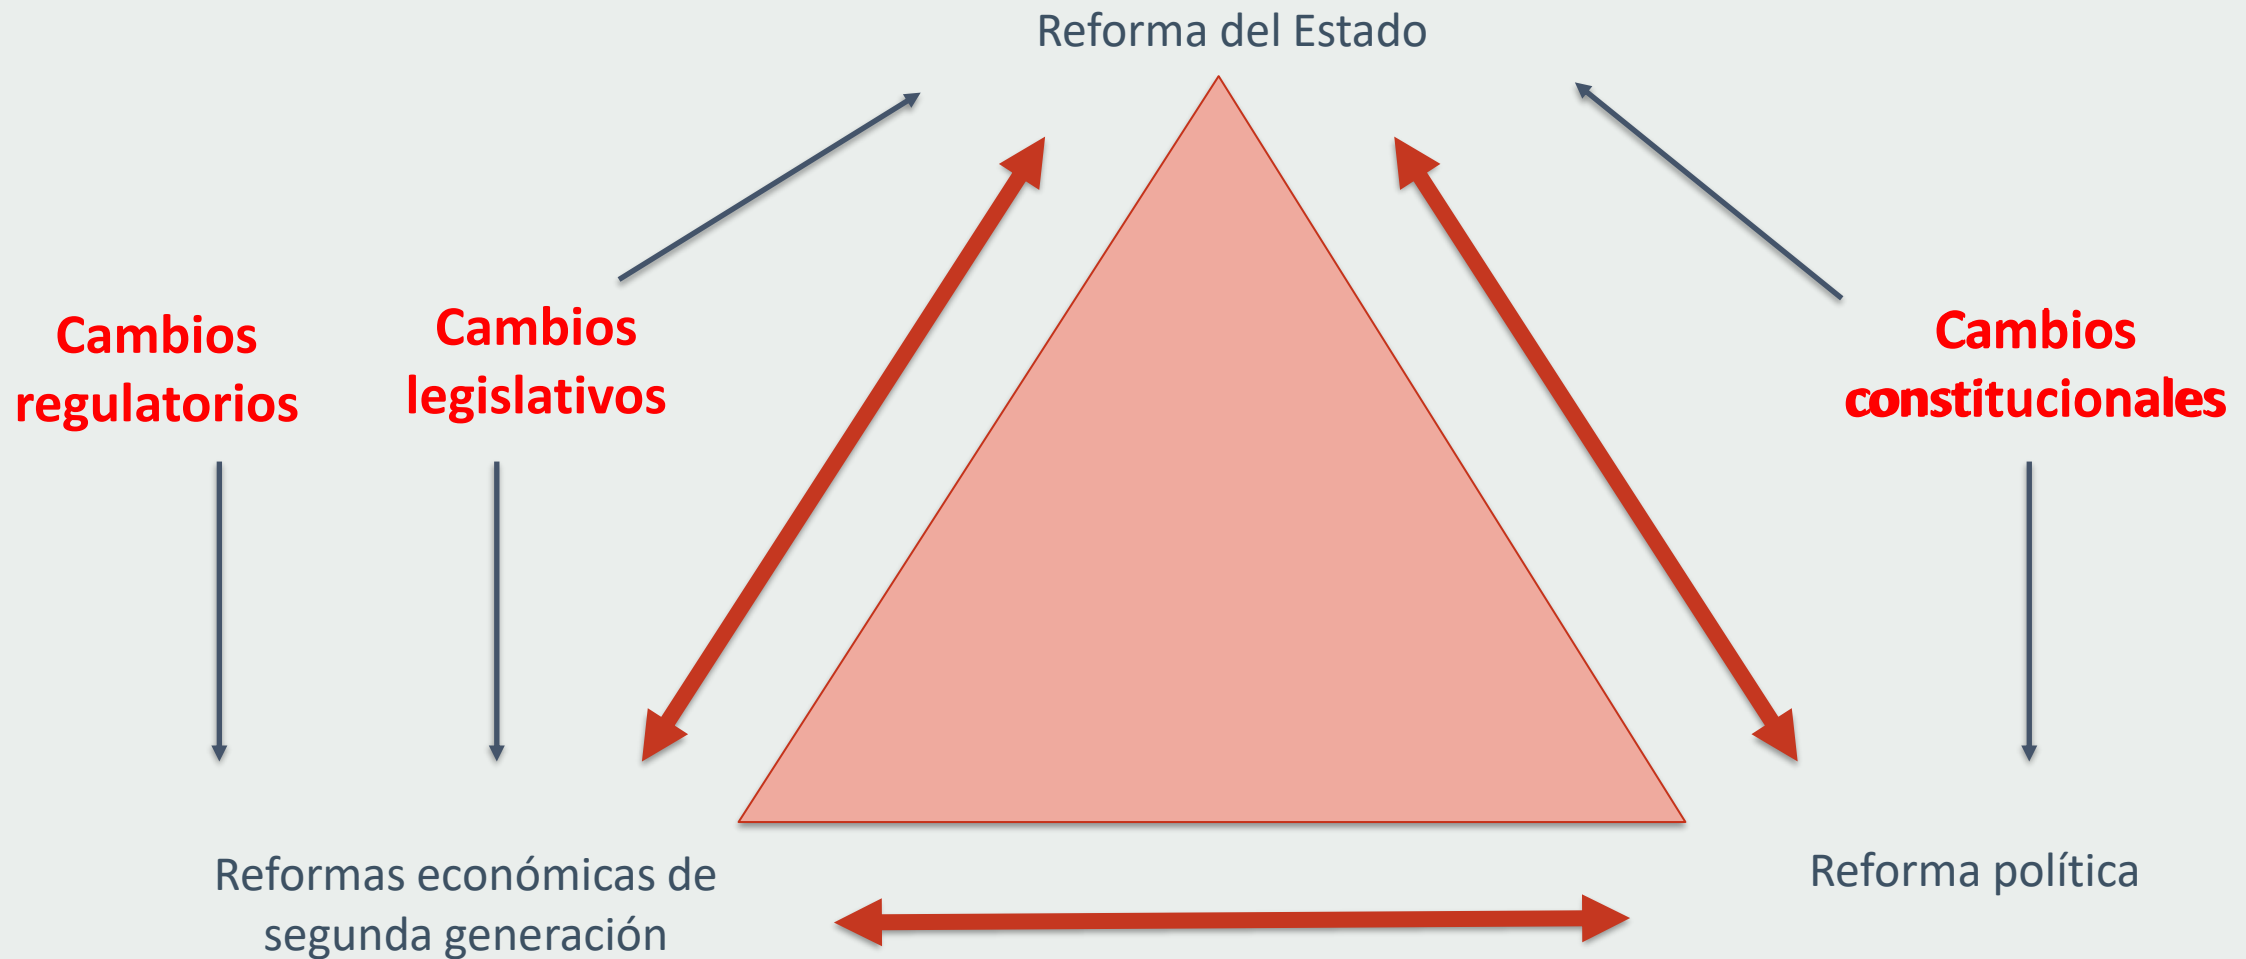 Reforma del Estado
Cambios
regulatorios
Cambios
legislativos
Cambios
constitucionales
Reformas económicas de
segunda generación
Reforma política